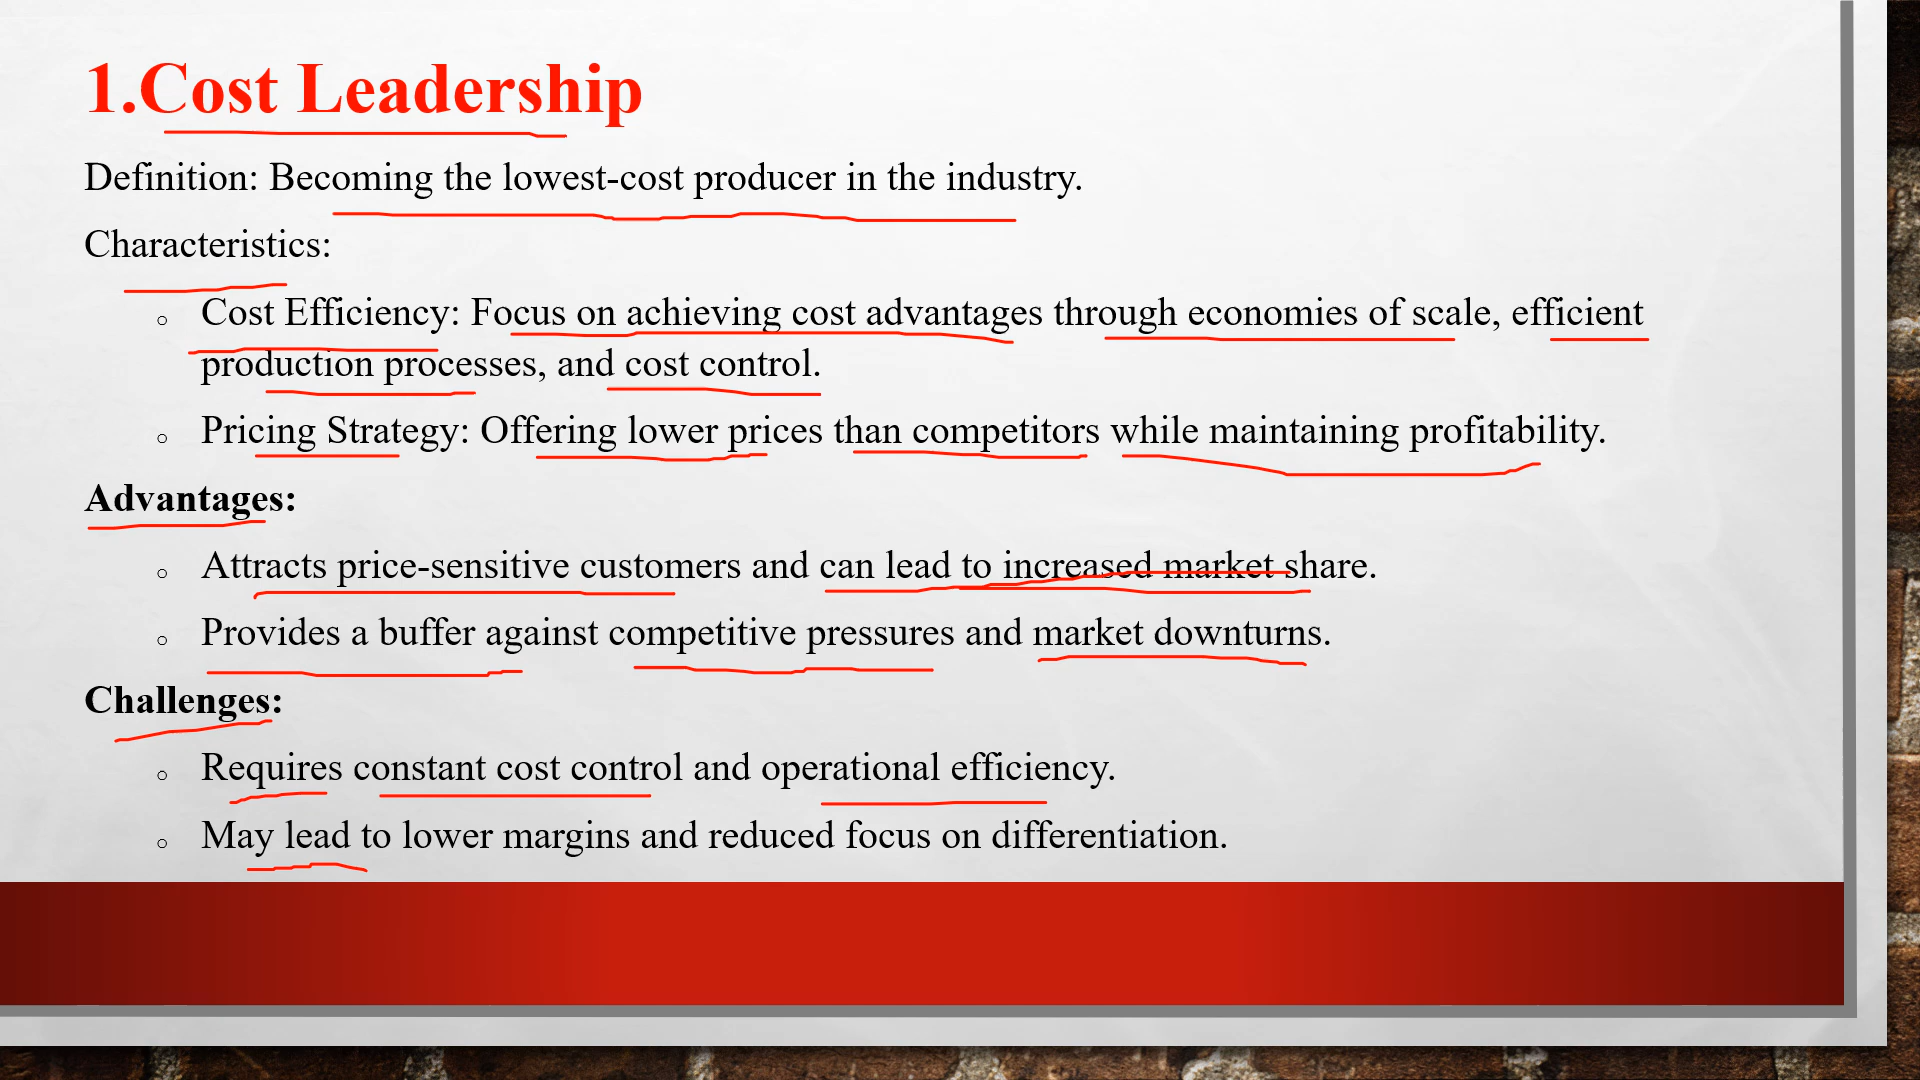 1.Cost Leadership
Definition: Becoming the lowest-cost producer in the industry.
Characteristics:
Cost Efficiency: Focus on achieving cost advantages through economies of scale, efficient
production processes, and cost control.
Pricing Strategy: Offering lower prices than competitors while maintaining profitability.
Advantages:
Attracts price-sensitive customers and can lead to increased market share.
Provides a buffer against competitive pressures and market downturns.
Challenges:
Requires constant cost control and operational efficiency.
May lead to lower margins and reduced focus on differentiation.